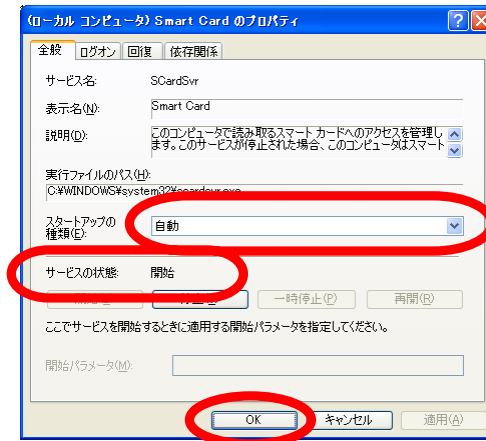 (ローカル コンピュータ) Smart Card のプロパティ
全般 ログオン 回復 依存関係
サービス名: SCardSvr
表示名(N): Smart Card
説明(D): このコンピュータで読み取るスマート カードへのアクセスを管理し
ます。このサービスが停止された場合、このコンピュータはスマート
実行ファイルのパス(H):
C:¥WINDOWS¥system32¥scardsvr.exe
スタートアップの
種類(E): 自動
サービスの状態: 開始
一時停止(P) 再開(R)
ここでサービスを開始するときに適用する開始パラメータを指定してください。
開始パラメータ(M):
OK キャンセル 適用(A)